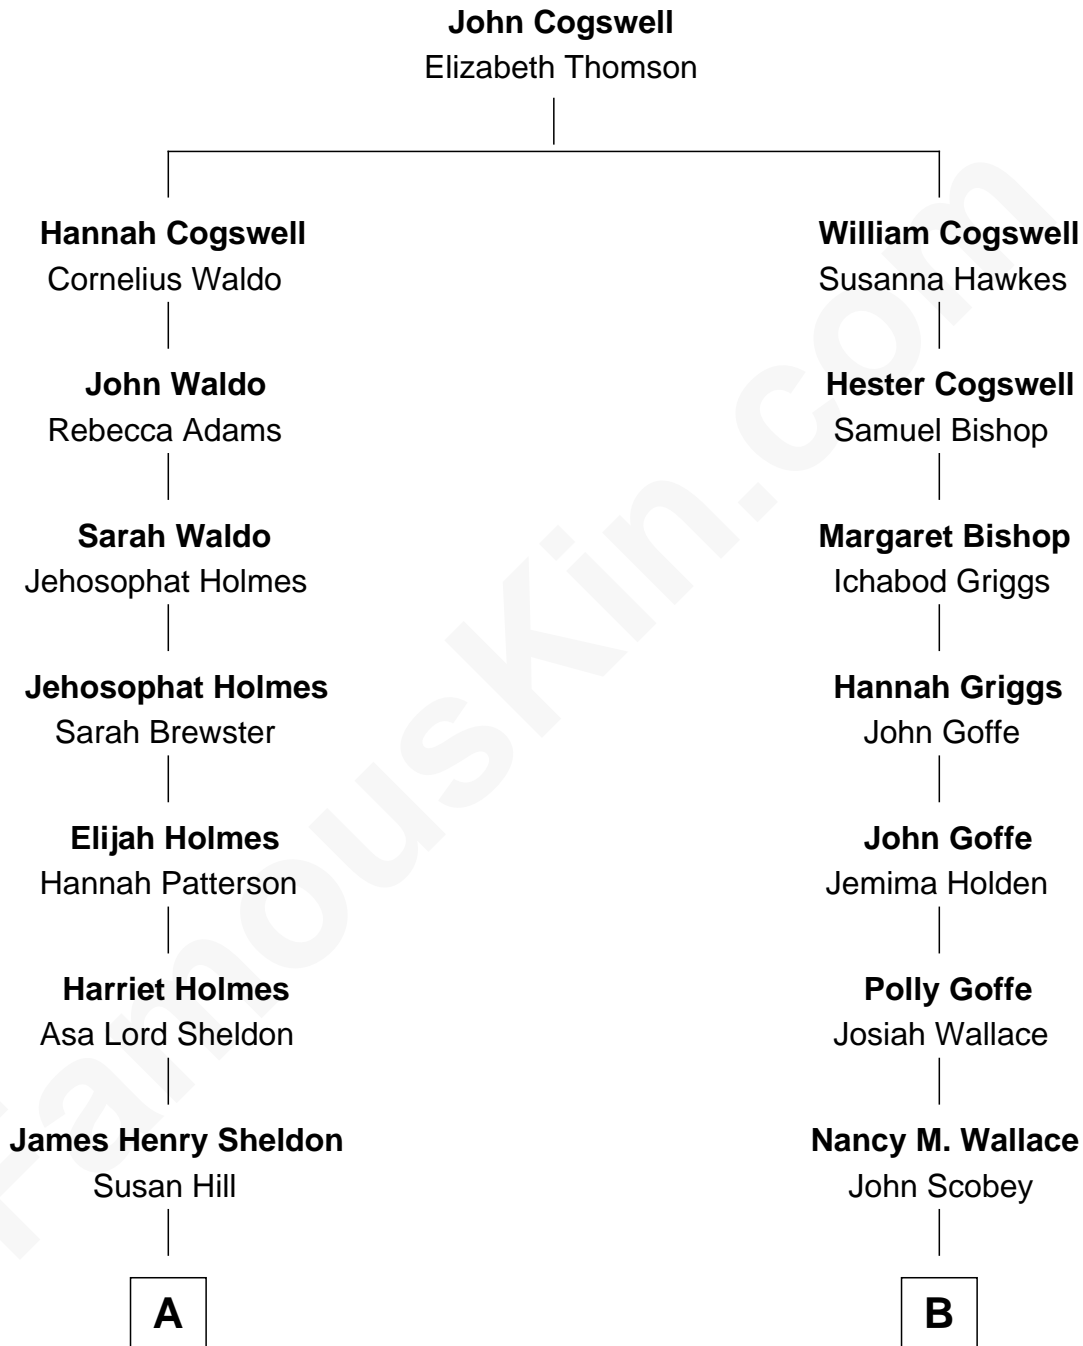 John Cogswell
Elizabeth Thomson
Hannah Cogswell
Cornelius Waldo
William Cogswell
Susanna Hawkes
John Waldo
Rebecca Adams
Hester Cogswell
Samuel Bishop
Sarah Waldo
Jehosophat Holmes
Margaret Bishop
Ichabod Griggs
Jehosophat Holmes
Sarah Brewster
Hannah Griggs
John Goffe
Elijah Holmes
Hannah Patterson
John Goffe
Jemima Holden
Harriet Holmes
Asa Lord Sheldon
Polly Goffe
Josiah Wallace
James Henry Sheldon
Susan Hill
Nancy M. Wallace
John Scobey
A
B
FamousKin.com